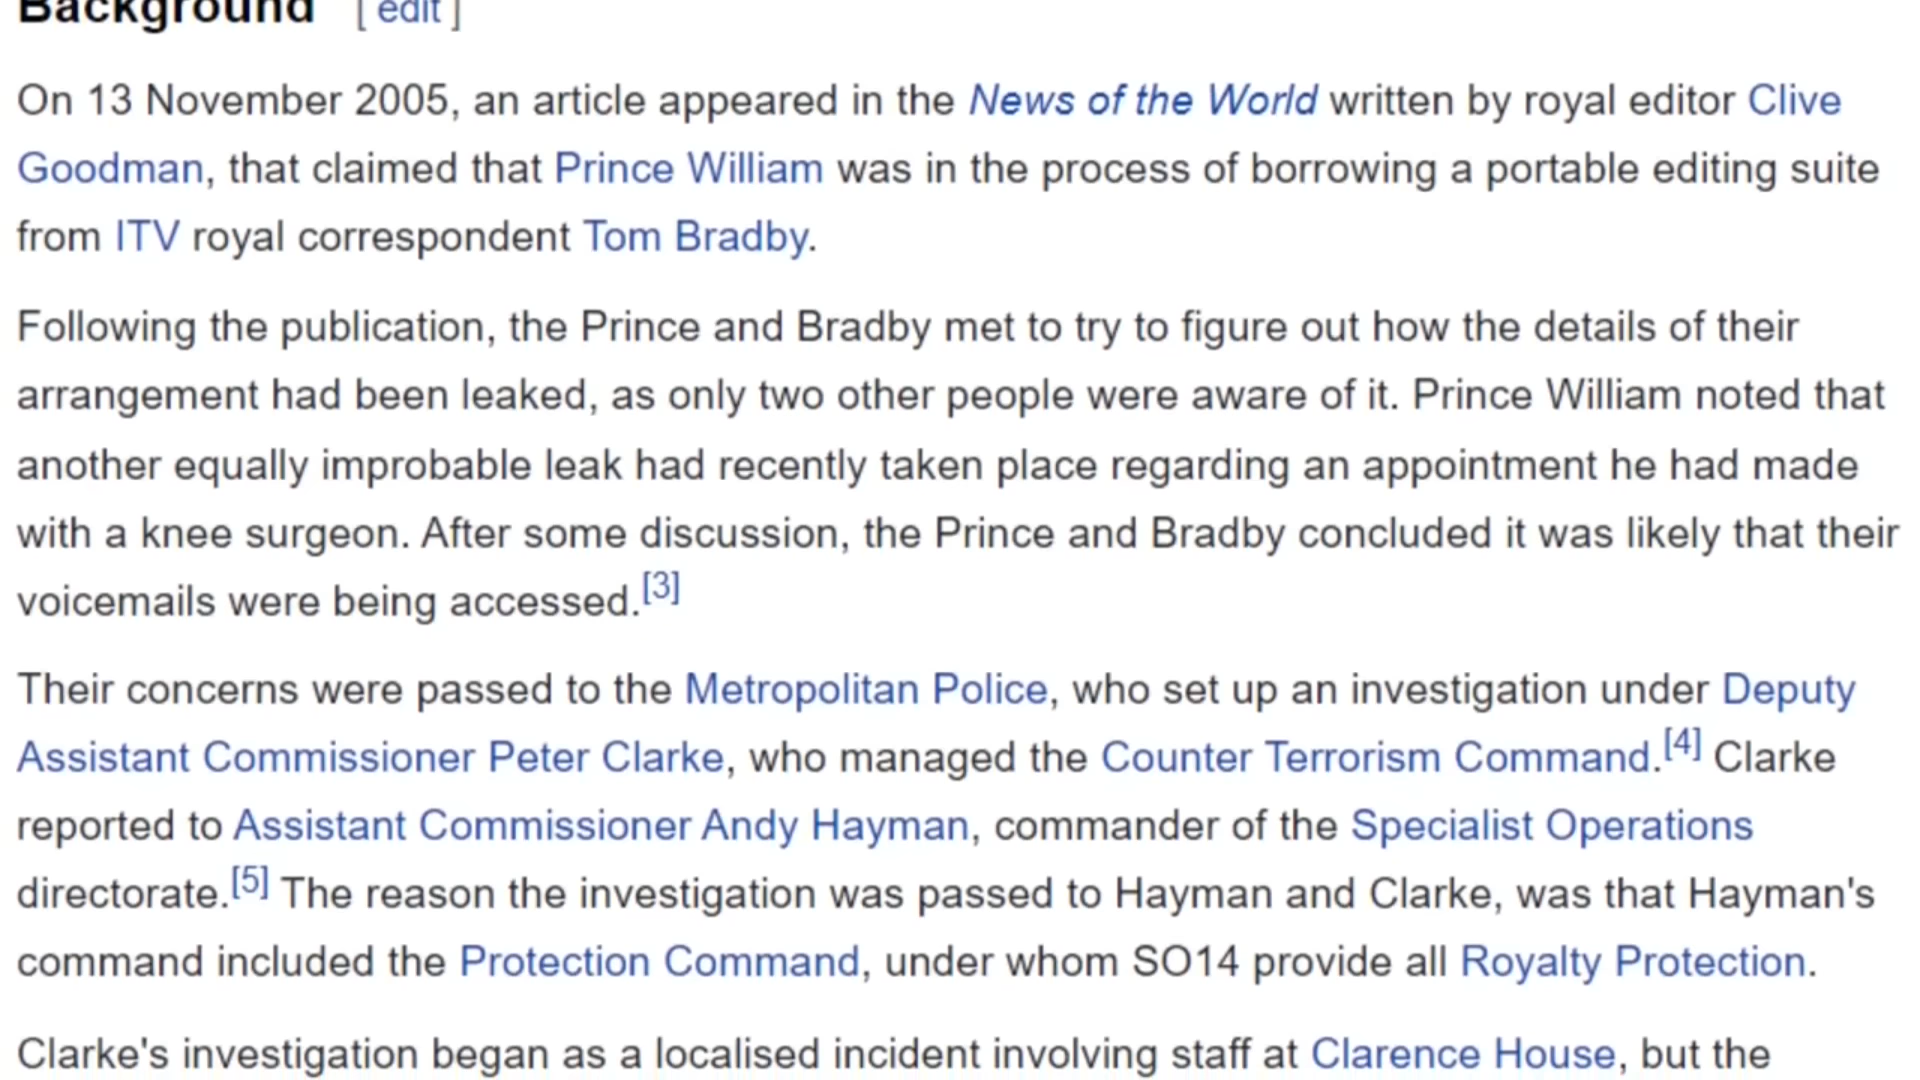 Background [ edit ]
On 13 November 2005, an article appeared in the News of the World written by royal editor Clive
Goodman, that claimed that Prince William was in the process of borrowing a portable editing suite
from ITV royal correspondent Tom Bradby.
Following the publication, the Prince and Bradby met to try to figure out how the details of their
arrangement had been leaked, as only two other people were aware of it. Prince William noted that
another equally improbable leak had recently taken place regarding an appointment he had made
with a knee surgeon. After some discussion, the Prince and Bradby concluded it was likely that their
voicemails were being accessed.[3]
Their concerns were passed to the Metropolitan Police, who set up an investigation under Deputy
Assistant Commissioner Peter Clarke, who managed the Counter Terrorism Command.[4] Clarke
reported to Assistant Commissioner Andy Hayman, commander of the Specialist Operations
directorate.[5] The reason the investigation was passed to Hayman and Clarke, was that Hayman's
command included the Protection Command, under whom SO14 provide all Royalty Protection.
Clarke's investigation began as a localised incident involving staff at Clarence House, but the